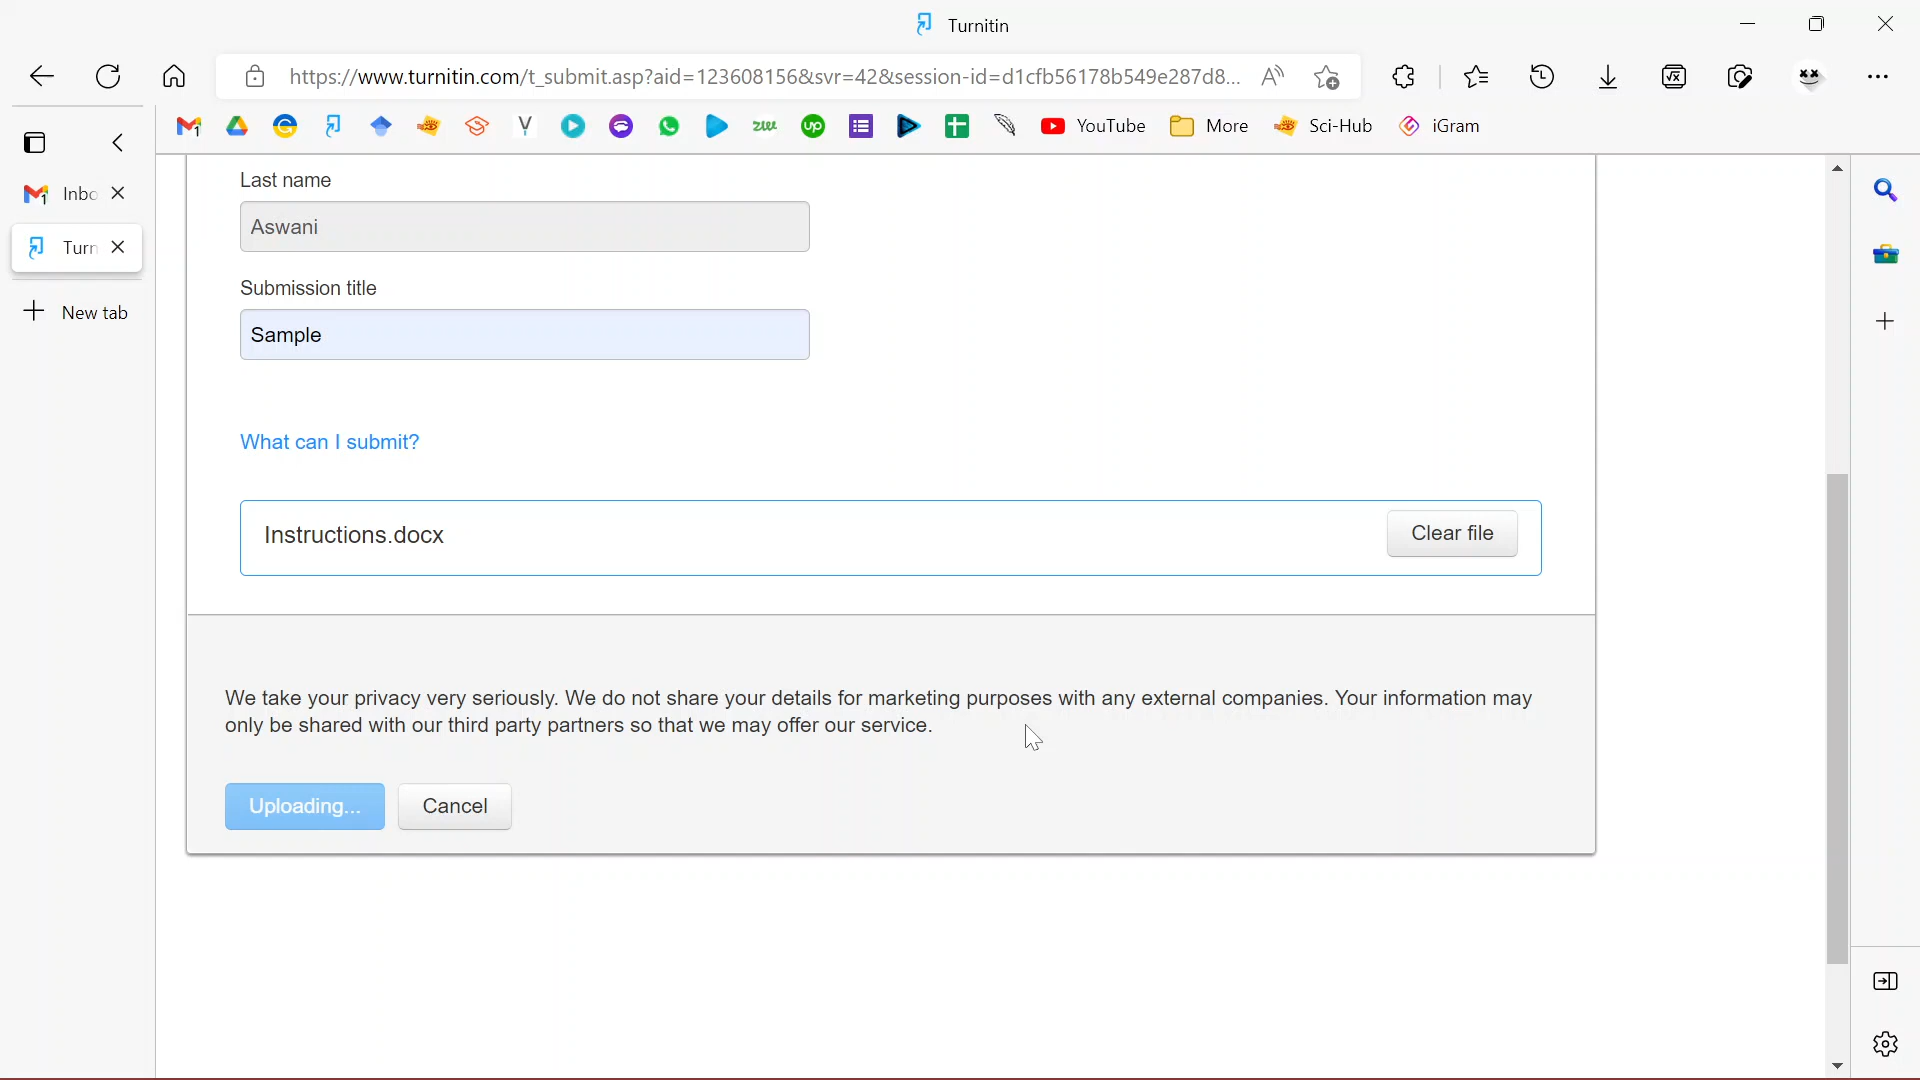 Turnitin
https://www.turnitin.com/t_submit.asp?aid=123608156&svr=42&session-id=d1cfb56178b549e287d8...
YouTube
More
Sci-Hub
iGram
Inbo
Turn
New tab
Last name
Aswani
Submission title
Sample
What can I submit?
Instructions.docx
Clear file
We take your privacy very seriously. We do not share your details for marketing purposes with any external companies. Your information may
only be shared with our third party partners so that we may offer our service.
Uploading...
Cancel